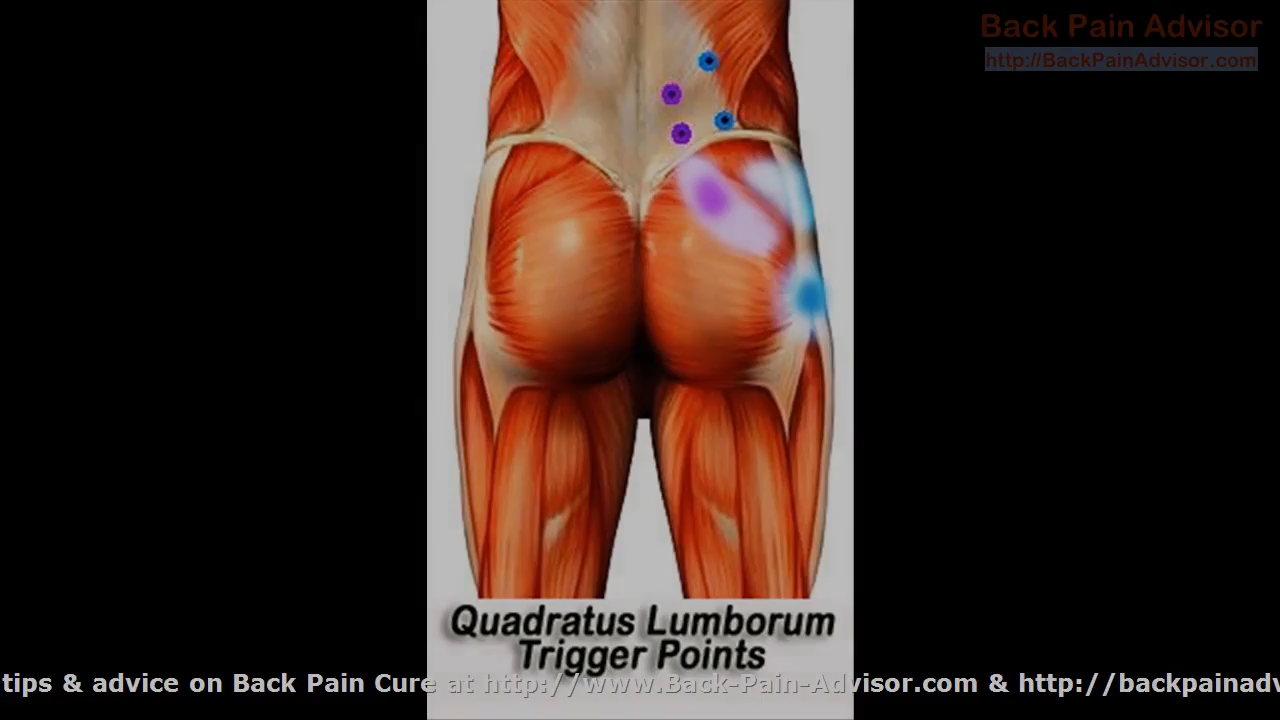 Back Pain Advisor
http://BackPainAdvisor.com
Quadratus Lumborum
Trigger Points
tips & advice on Back Pain Cure at http://www.Back-Pain-Advisor.com & http://backpainadv